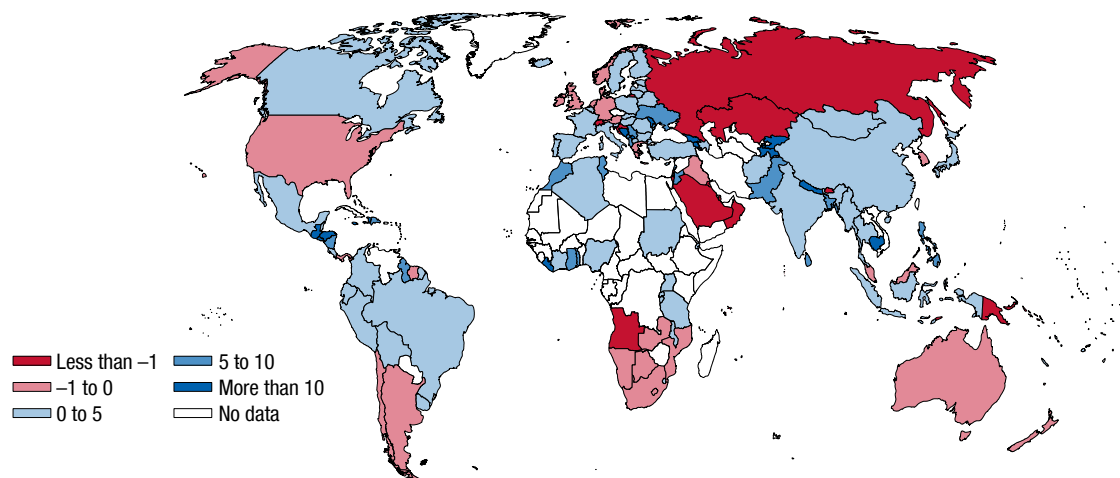 Less than –1
–1 to 0
0 to 5
5 to 10
More than 10
No data